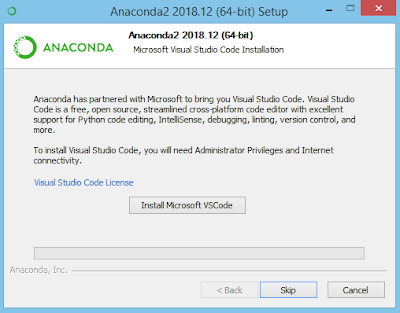 Anaconda2 2018.12 (64-bit) Setup
ANACONDA
Anaconda2 2018.12 (64-bit)
Microsoft Visual Studio Code Installation
Anaconda has partnered with Microsoft to bring you Visual Studio Code. Visual Studio
Code is a free, open source, streamlined cross-platform code editor with excellent
support for Python code editing, IntelliSense, debugging, linting, version control, and
more.
To install Visual Studio Code, you will need Administrator Privileges and Internet
connectivity.
Visual Studio Code License
Install Microsoft VSCode
Anaconda, Inc.
< Back
Skip
Cancel